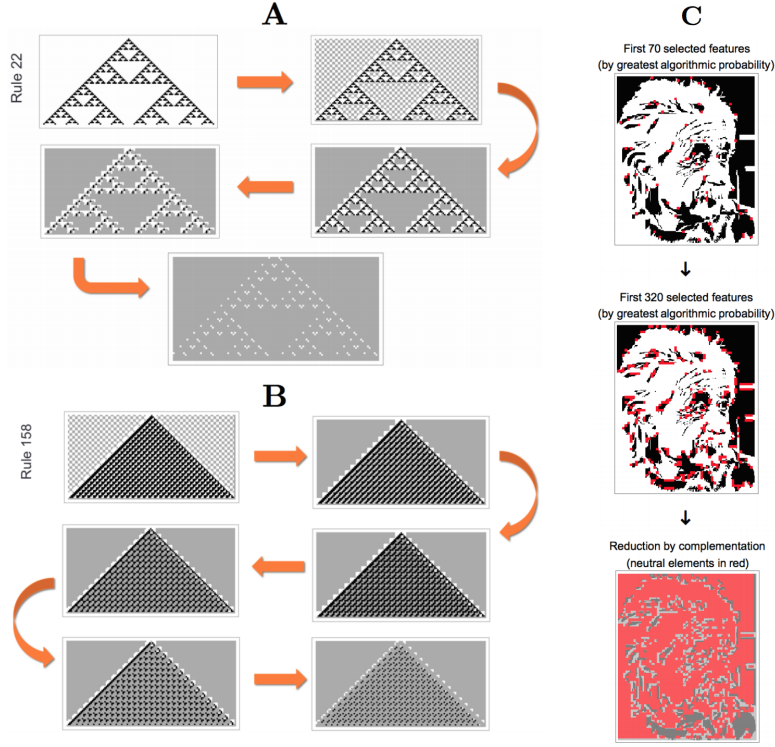 A
Rule 22
B
Rule 158
C
First 70 selected features
(by greatest algorithmic probability)
First 320 selected features
(by greatest algorithmic probability)
Reduction by complementation
(neutral elements in red)